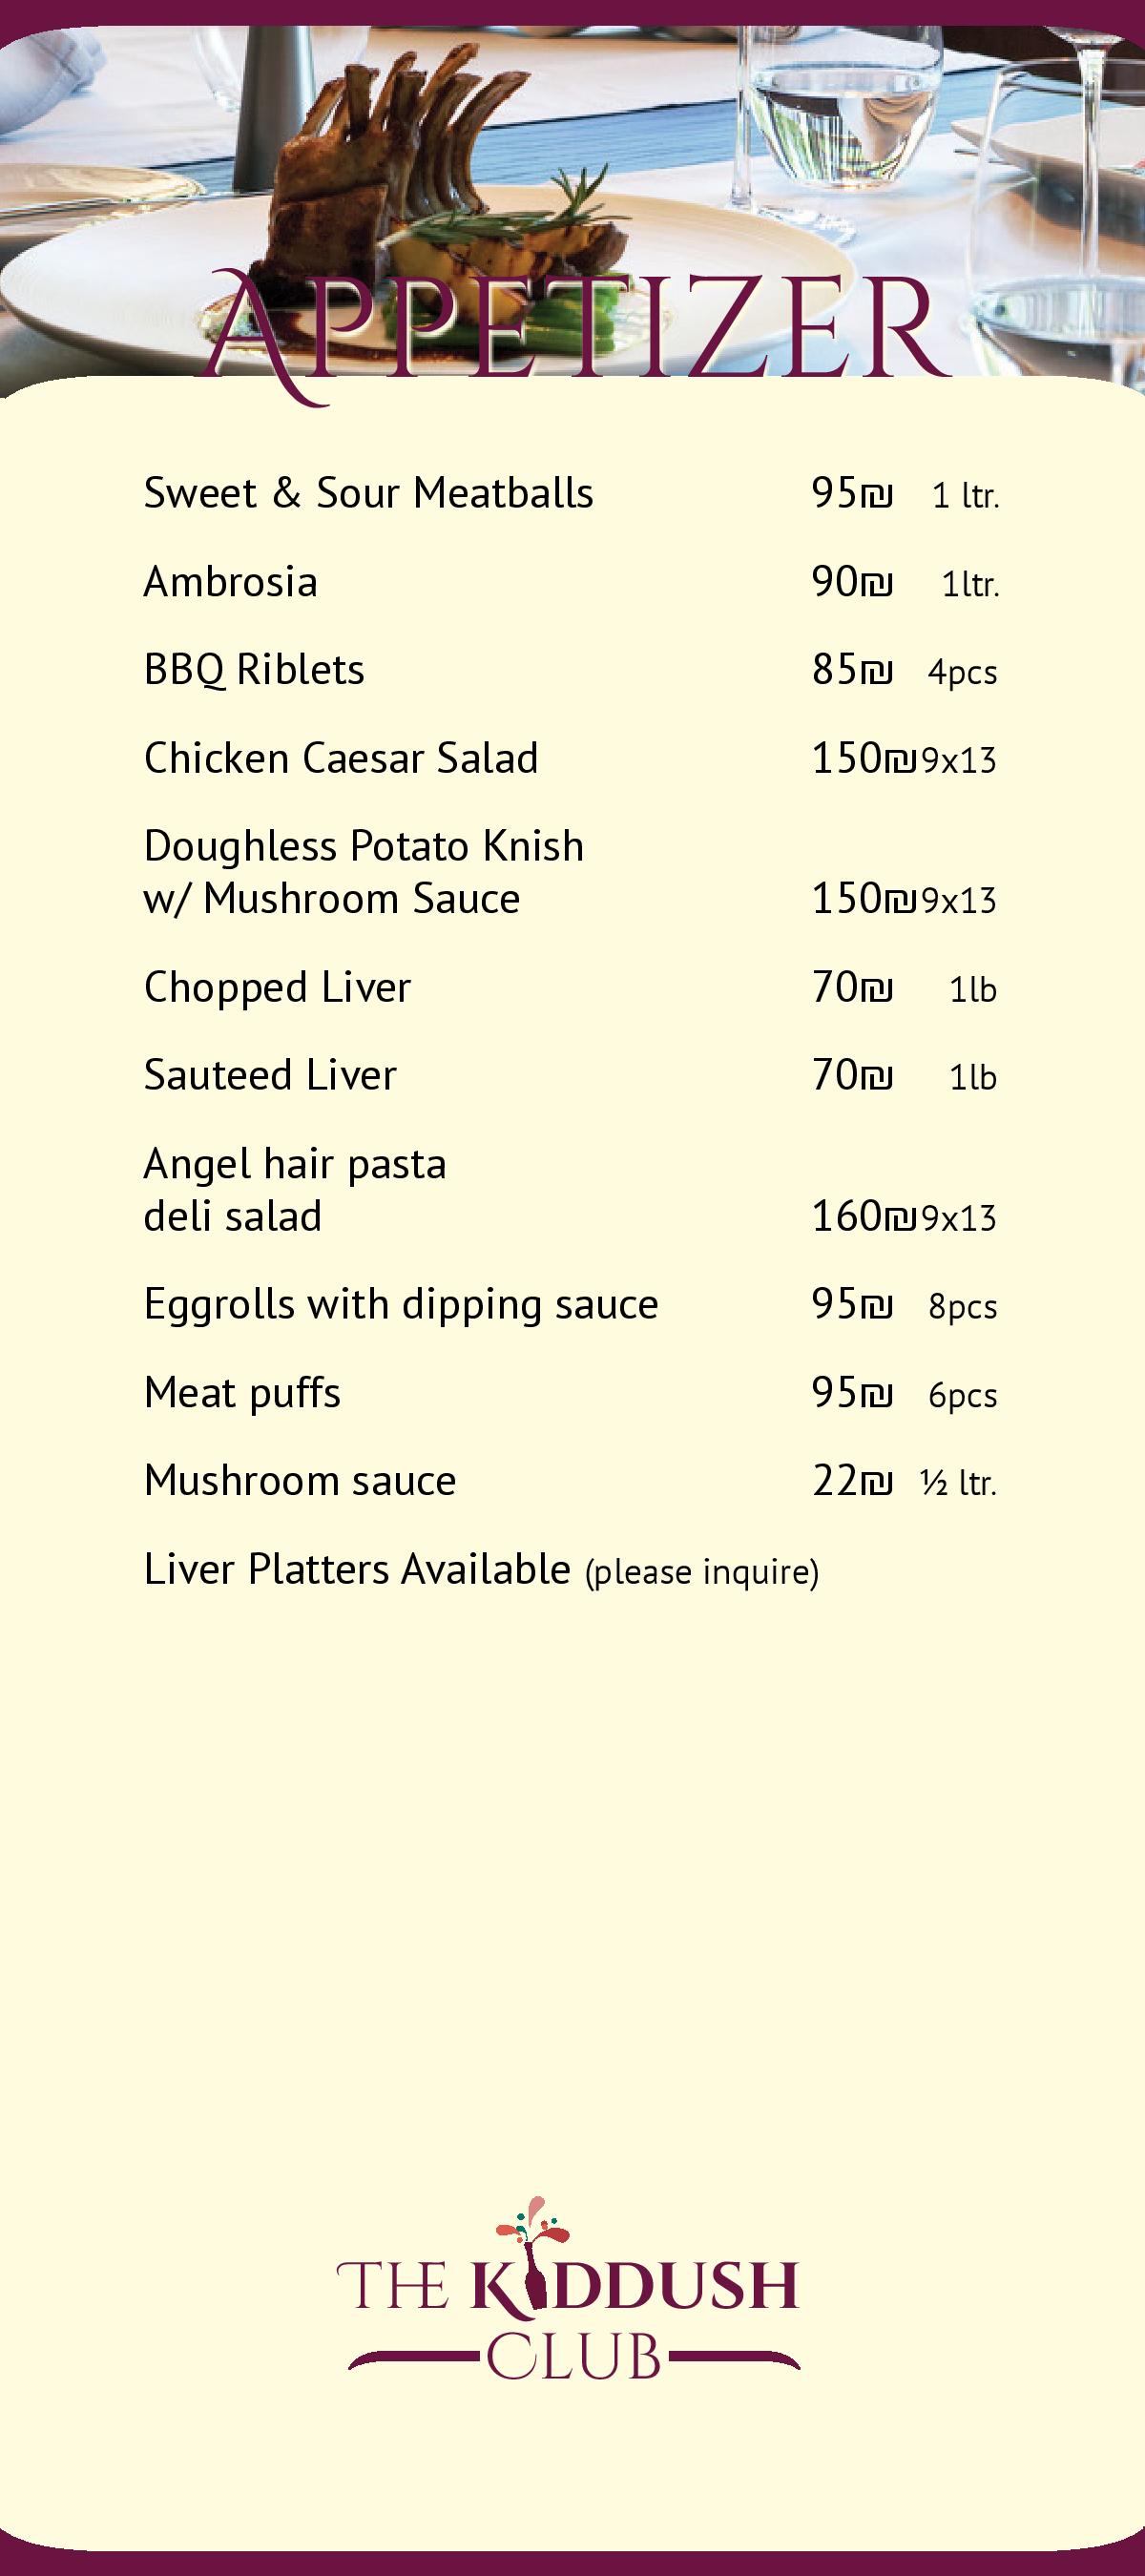 APPETIZER
Sweet & Sour Meatballs 95₪ 1 ltr.
Ambrosia 90₪ 1ltr.
BBQ Riblets 85₪ 4pcs
Chicken Caesar Salad 150₪ 9x13
Doughless Potato Knish
w/ Mushroom Sauce 150₪ 9x13
Chopped Liver 70₪ 1lb
Sauteed Liver 70₪ 1lb
Angel hair pasta
deli salad 160₪ 9x13
Eggrolls with dipping sauce 95₪ 8pcs
Meat puffs 95₪ 6pcs
Mushroom sauce 22₪ ½ ltr.
Liver Platters Available (please inquire)
THE KIDDUSH
CLUB